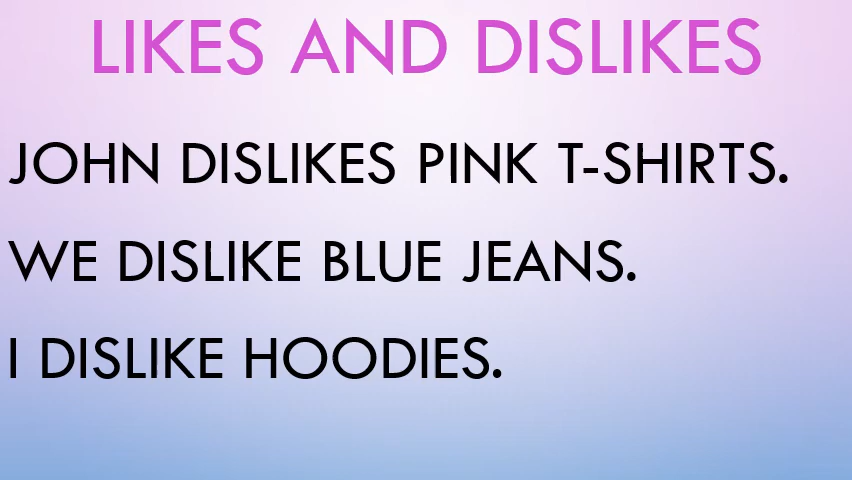 LIKES AND DISLIKES
JOHN DISLIKES PINK T-SHIRTS.
WE DISLIKE BLUE JEANS.
I DISLIKE HOODIES.